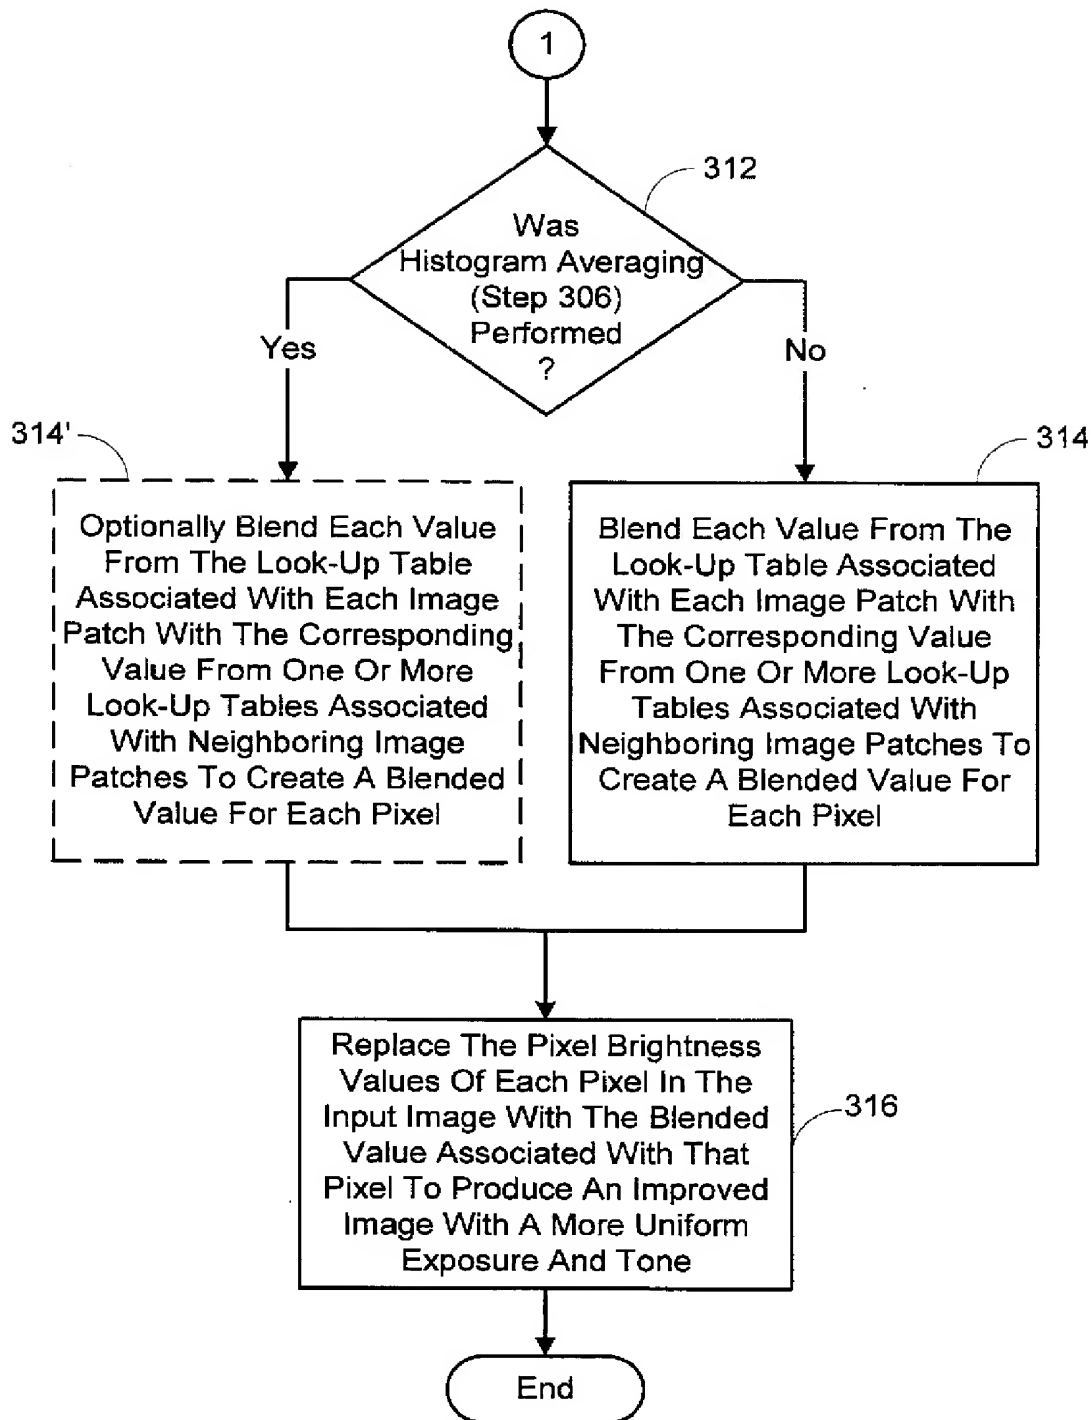 1
312
Was
Histogram Averaging
(Step 306)
Performed
?
Yes
No
314'
314
Optionally Blend Each Value
From The Look-Up Table
Associated With Each Image
Patch With The Corresponding
Value From One Or More
Look-Up Tables Associated
With Neighboring Image
Patches To Create A Blended
Value For Each Pixel
Blend Each Value From The
Look-Up Table Associated
With Each Image Patch With
The Corresponding Value
From One Or More Look-Up
Tables Associated With
Neighboring Image Patches To
Create A Blended Value For
Each Pixel
Replace The Pixel Brightness
Values Of Each Pixel In The
Input Image With The Blended
Value Associated With That
Pixel To Produce An Improved
Image With A More Uniform
Exposure And Tone
316
End